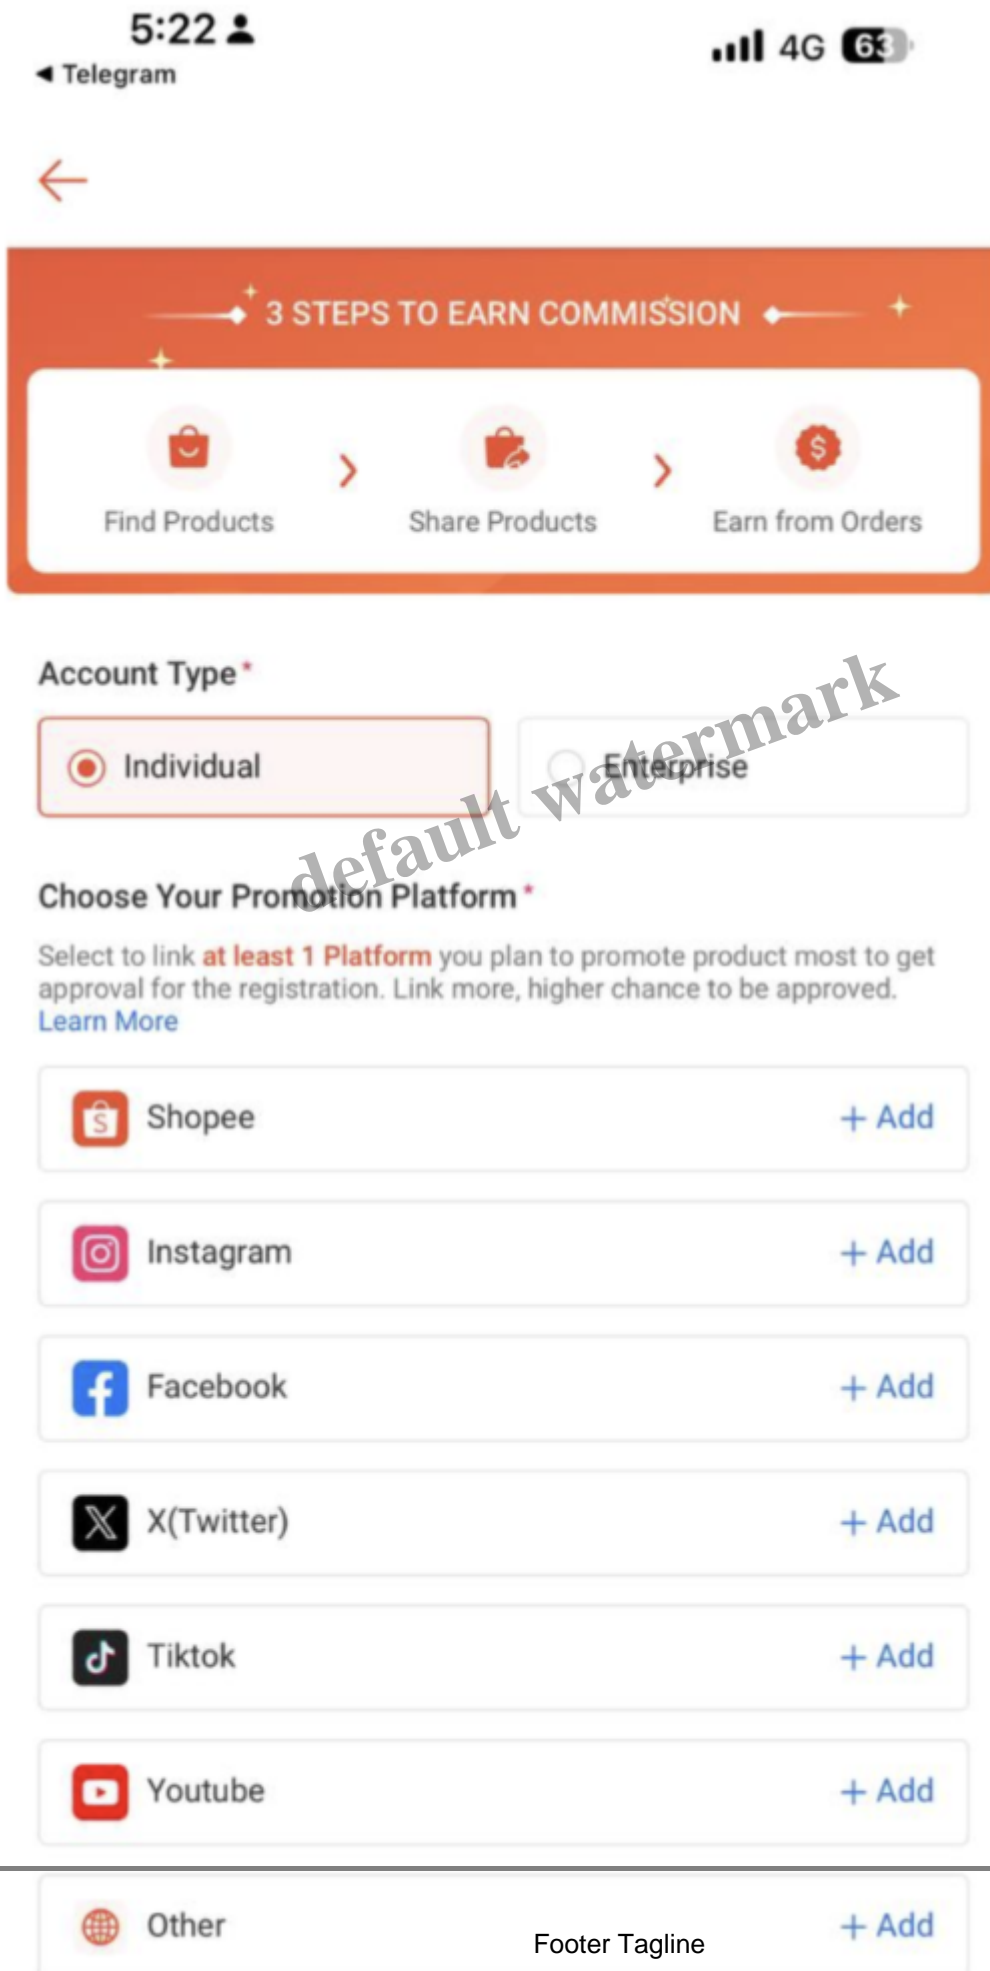 5:22
4G 63
◀ Telegram
3 STEPS TO EARN COMMISSION
Find Products
Share Products
Earn from Orders
Account Type*
Individual
Enterprise
default watermark
Choose Your Promotion Platform*
Select to link at least 1 Platform you plan to promote product most to get
approval for the registration. Link more, higher chance to be approved.
Learn More
Shopee + Add
Instagram + Add
Facebook + Add
X(Twitter) + Add
Tiktok + Add
Youtube + Add
Other + Add
Footer Tagline